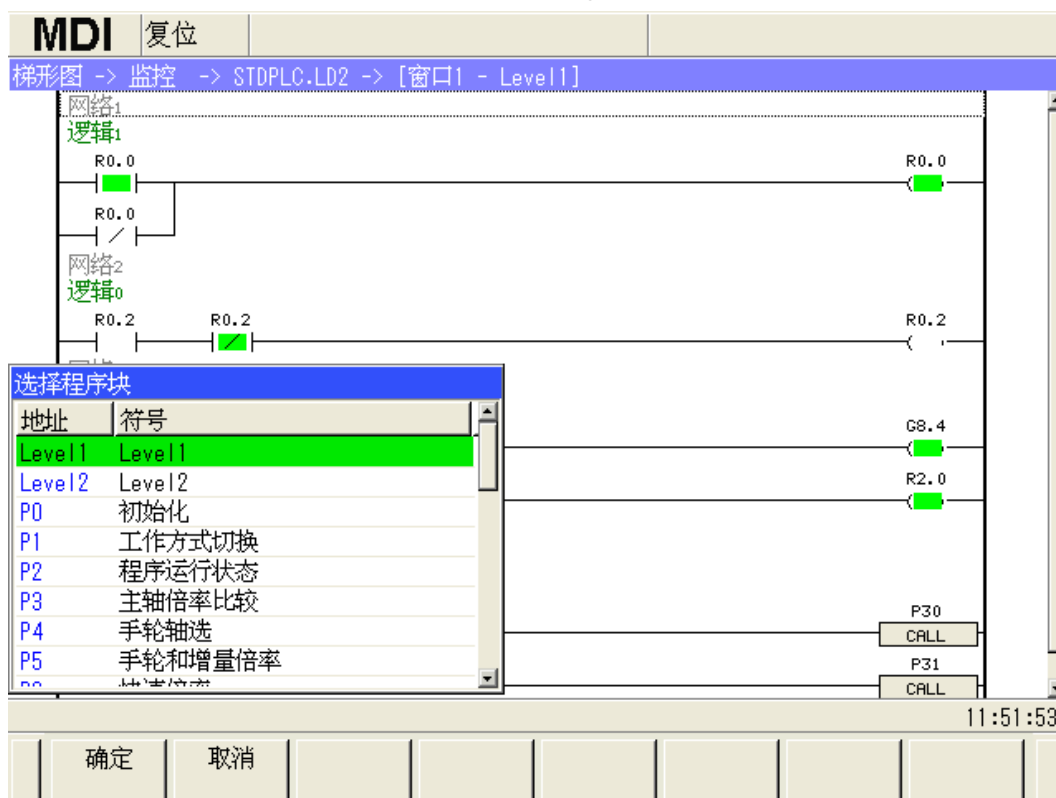 MDI 复位
梯形图 -> 监控 -> STDPLC.LD2 -> [窗口1 - Level1]
网络1
逻辑1
R0.0 R0.0
R0.0
网络2
逻辑0
R0.2 R0.2 R0.2
选择程序块
地址 符号
Level1 Level1
Level2 Level2
P0 初始化
P1 工作方式切换
P2 程序运行状态
P3 主轴倍率比较
P4 手轮轴选
P5 手轮和增量倍率
G8.4
R2.0
P30
CALL
P31
CALL
11:51:53
确定 取消